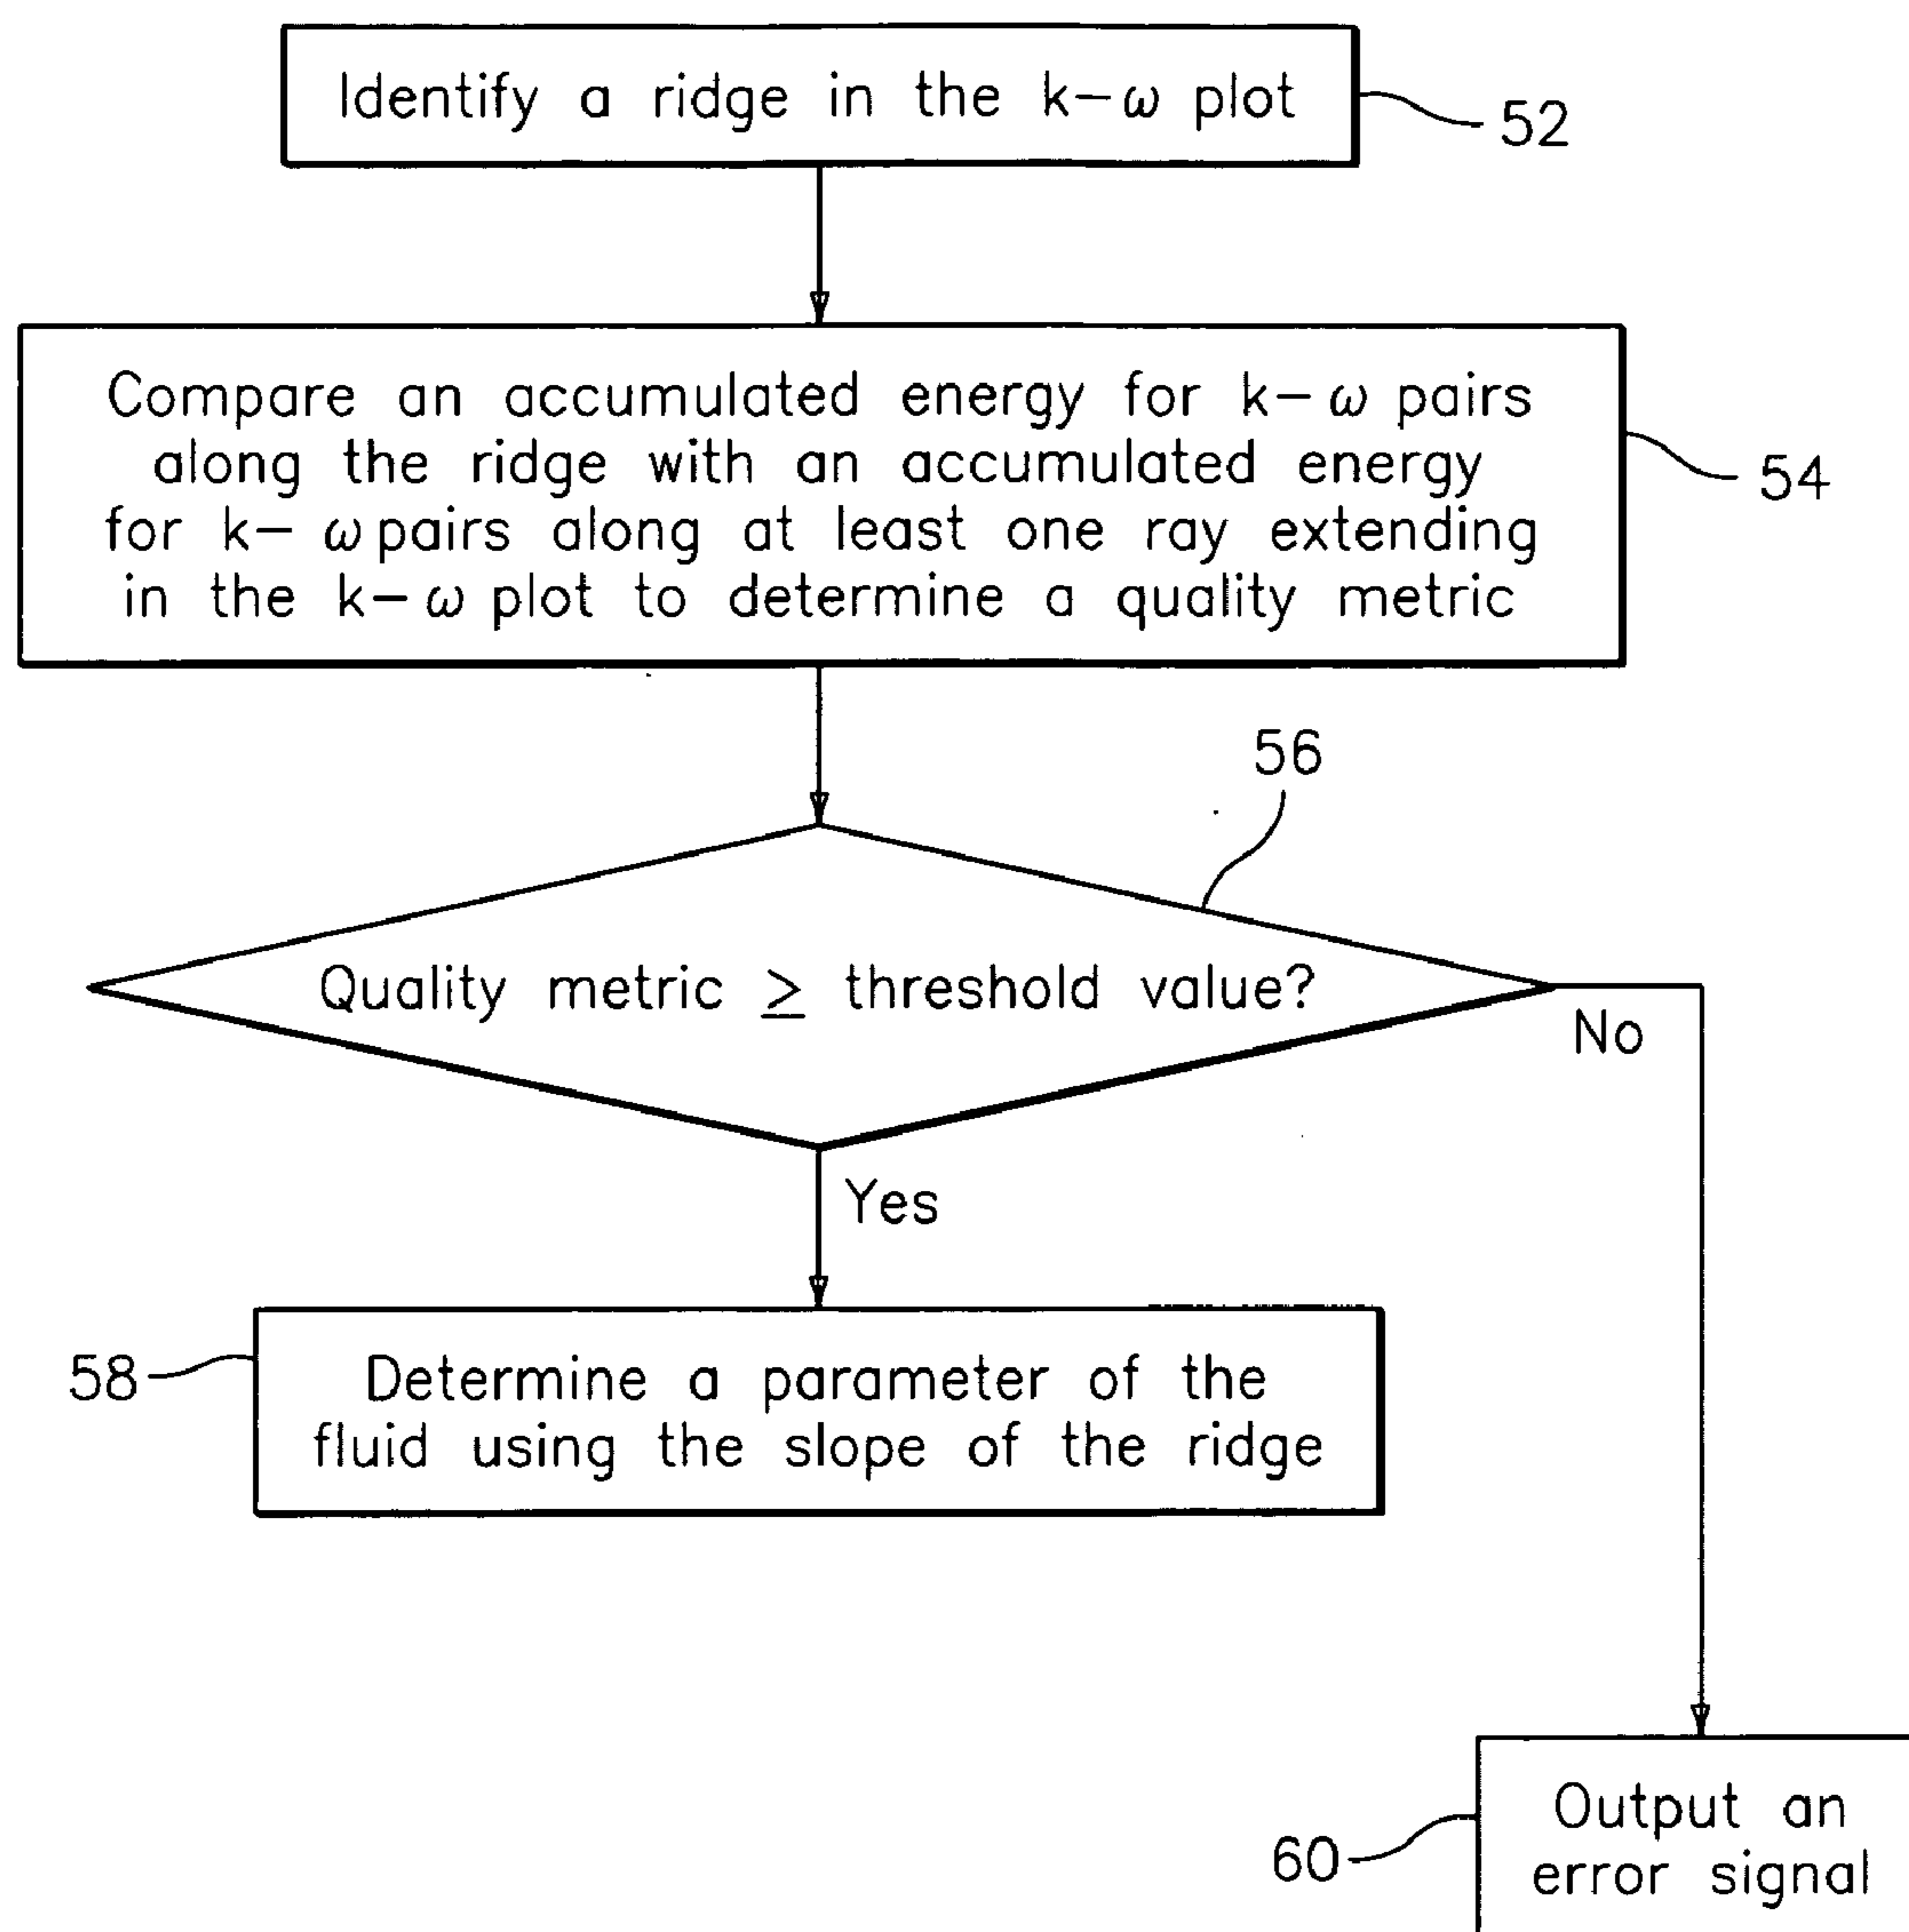 Identify a ridge in the k-ω plot
52
Compare an accumulated energy for k-ω pairs
along the ridge with an accumulated energy
for k-ω pairs along at least one ray extending
in the k-ω plot to determine a quality metric
54
56
Quality metric ≥ threshold value?
No
Yes
58
Determine a parameter of the
fluid using the slope of the ridge
60
Output an
error signal